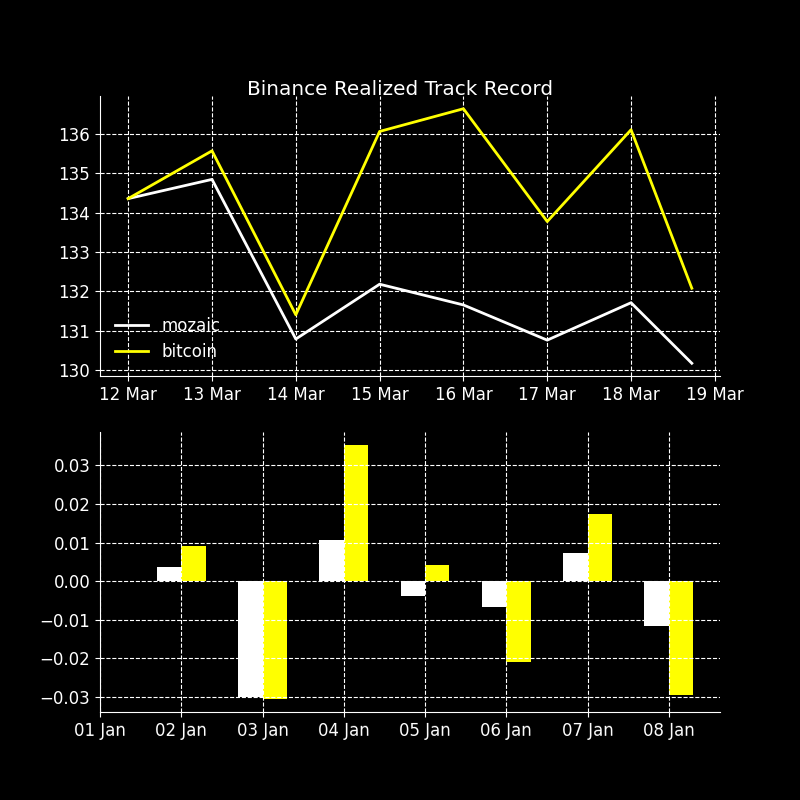 Binance Realized Track Record
136
135
134
133
132
131
130
mozaic
bitcoin
12 Mar 13 Mar 14 Mar 15 Mar 16 Mar 17 Mar 18 Mar 19 Mar
0.03
0.02
0.01
0.00
−0.01
−0.02
−0.03
01 Jan 02 Jan 03 Jan 04 Jan 05 Jan 06 Jan 07 Jan 08 Jan